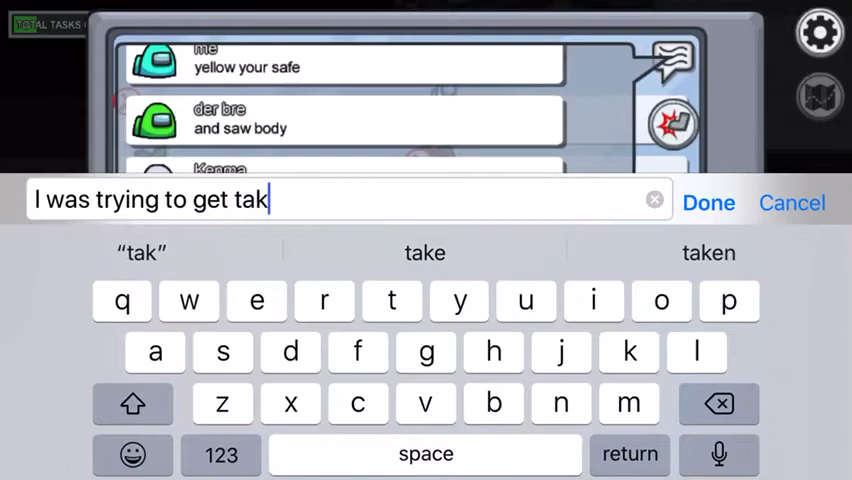 TOTAL TASKS
me
yellow your safe
der bre
and saw body
Kenma
I was trying to get tak
Done
Cancel
“tak”
take
taken
q w e r t y u i o p
a s d f g h j k l
z x c v b n m
123
space
return